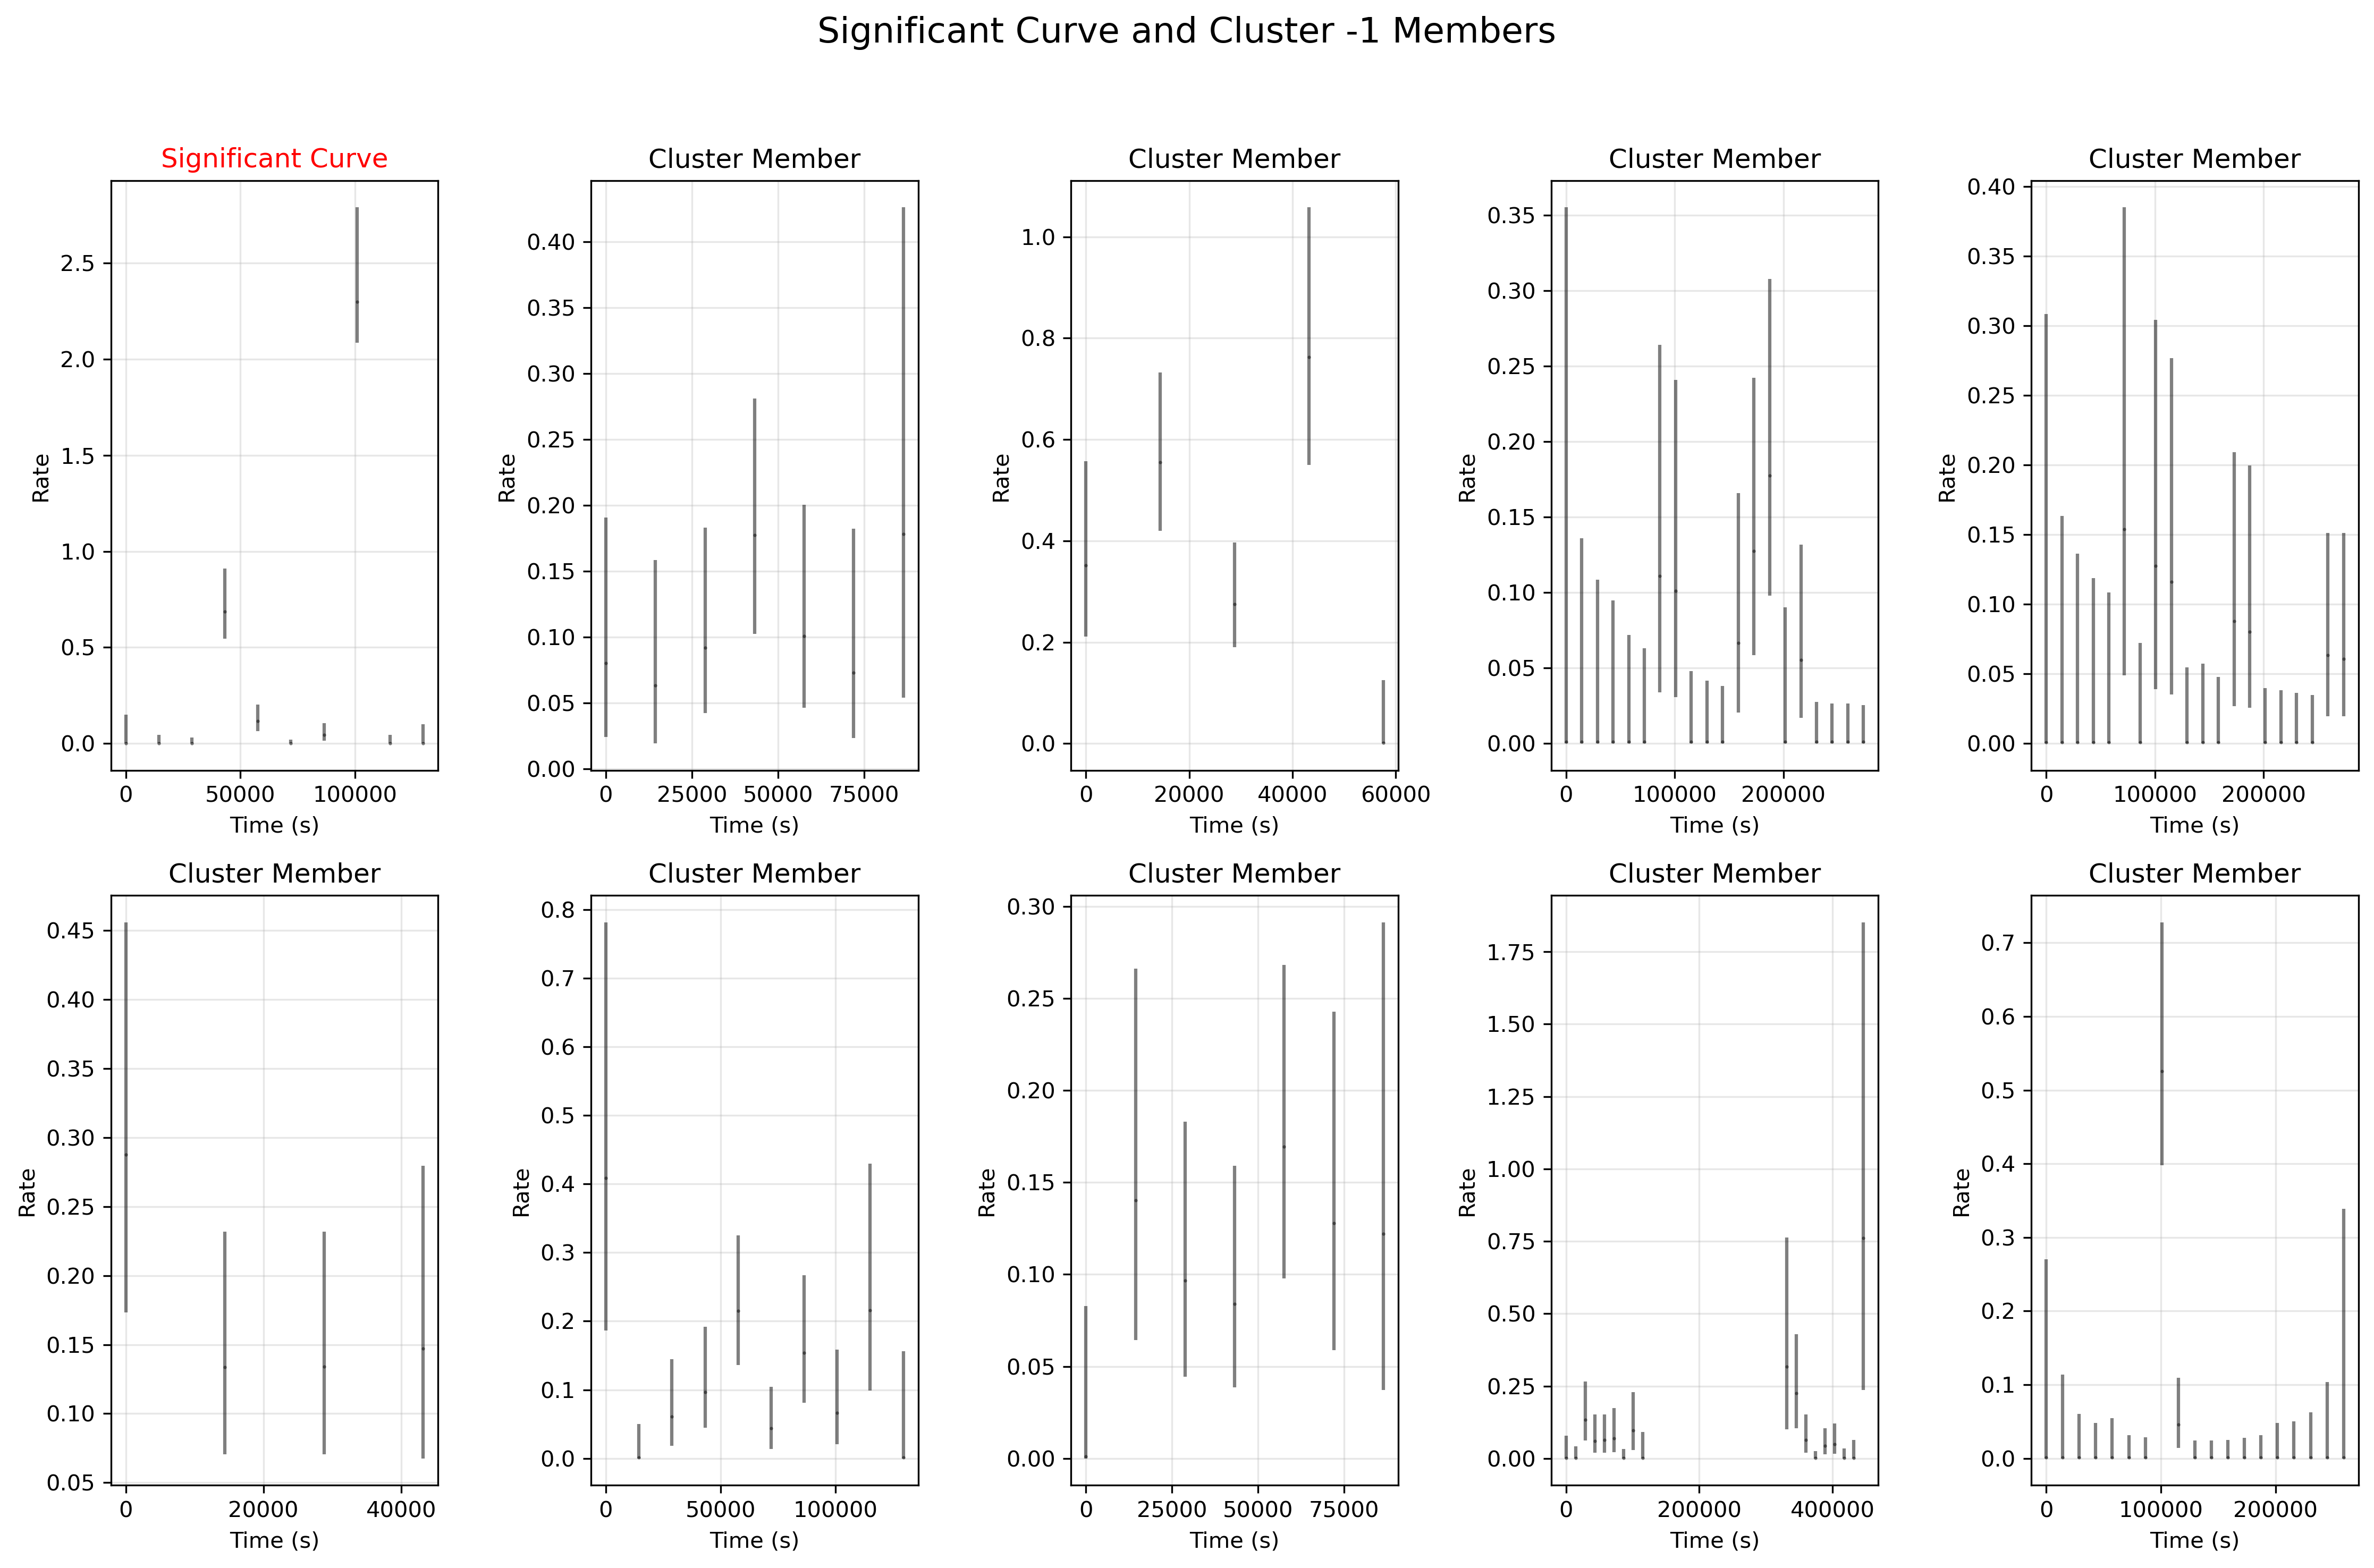 Significant Curve and Cluster -1 Members
Significant Curve
Cluster Member
Cluster Member
Cluster Member
Cluster Member
Rate
2.5
2.0
1.5
1.0
0.5
0.0
0 50000 100000
Time (s)
Rate
0.40
0.35
0.30
0.25
0.20
0.15
0.10
0.05
0.00
0 25000 50000 75000
Time (s)
Rate
1.0
0.8
0.6
0.4
0.2
0.0
0 20000 40000 60000
Time (s)
Rate
0.35
0.30
0.25
0.20
0.15
0.10
0.05
0.00
0 100000 200000
Time (s)
Rate
0.40
0.35
0.30
0.25
0.20
0.15
0.10
0.05
0.00
0 100000 200000
Time (s)
Cluster Member
Cluster Member
Cluster Member
Cluster Member
Cluster Member
Rate
0.45
0.40
0.35
0.30
0.25
0.20
0.15
0.10
0.05
0 20000 40000
Time (s)
Rate
0.8
0.7
0.6
0.5
0.4
0.3
0.2
0.1
0.0
0 50000 100000
Time (s)
Rate
0.30
0.25
0.20
0.15
0.10
0.05
0.00
0 25000 50000 75000
Time (s)
Rate
1.75
1.50
1.25
1.00
0.75
0.50
0.25
0.00
0 200000 400000
Time (s)
Rate
0.7
0.6
0.5
0.4
0.3
0.2
0.1
0.0
0 100000 200000
Time (s)